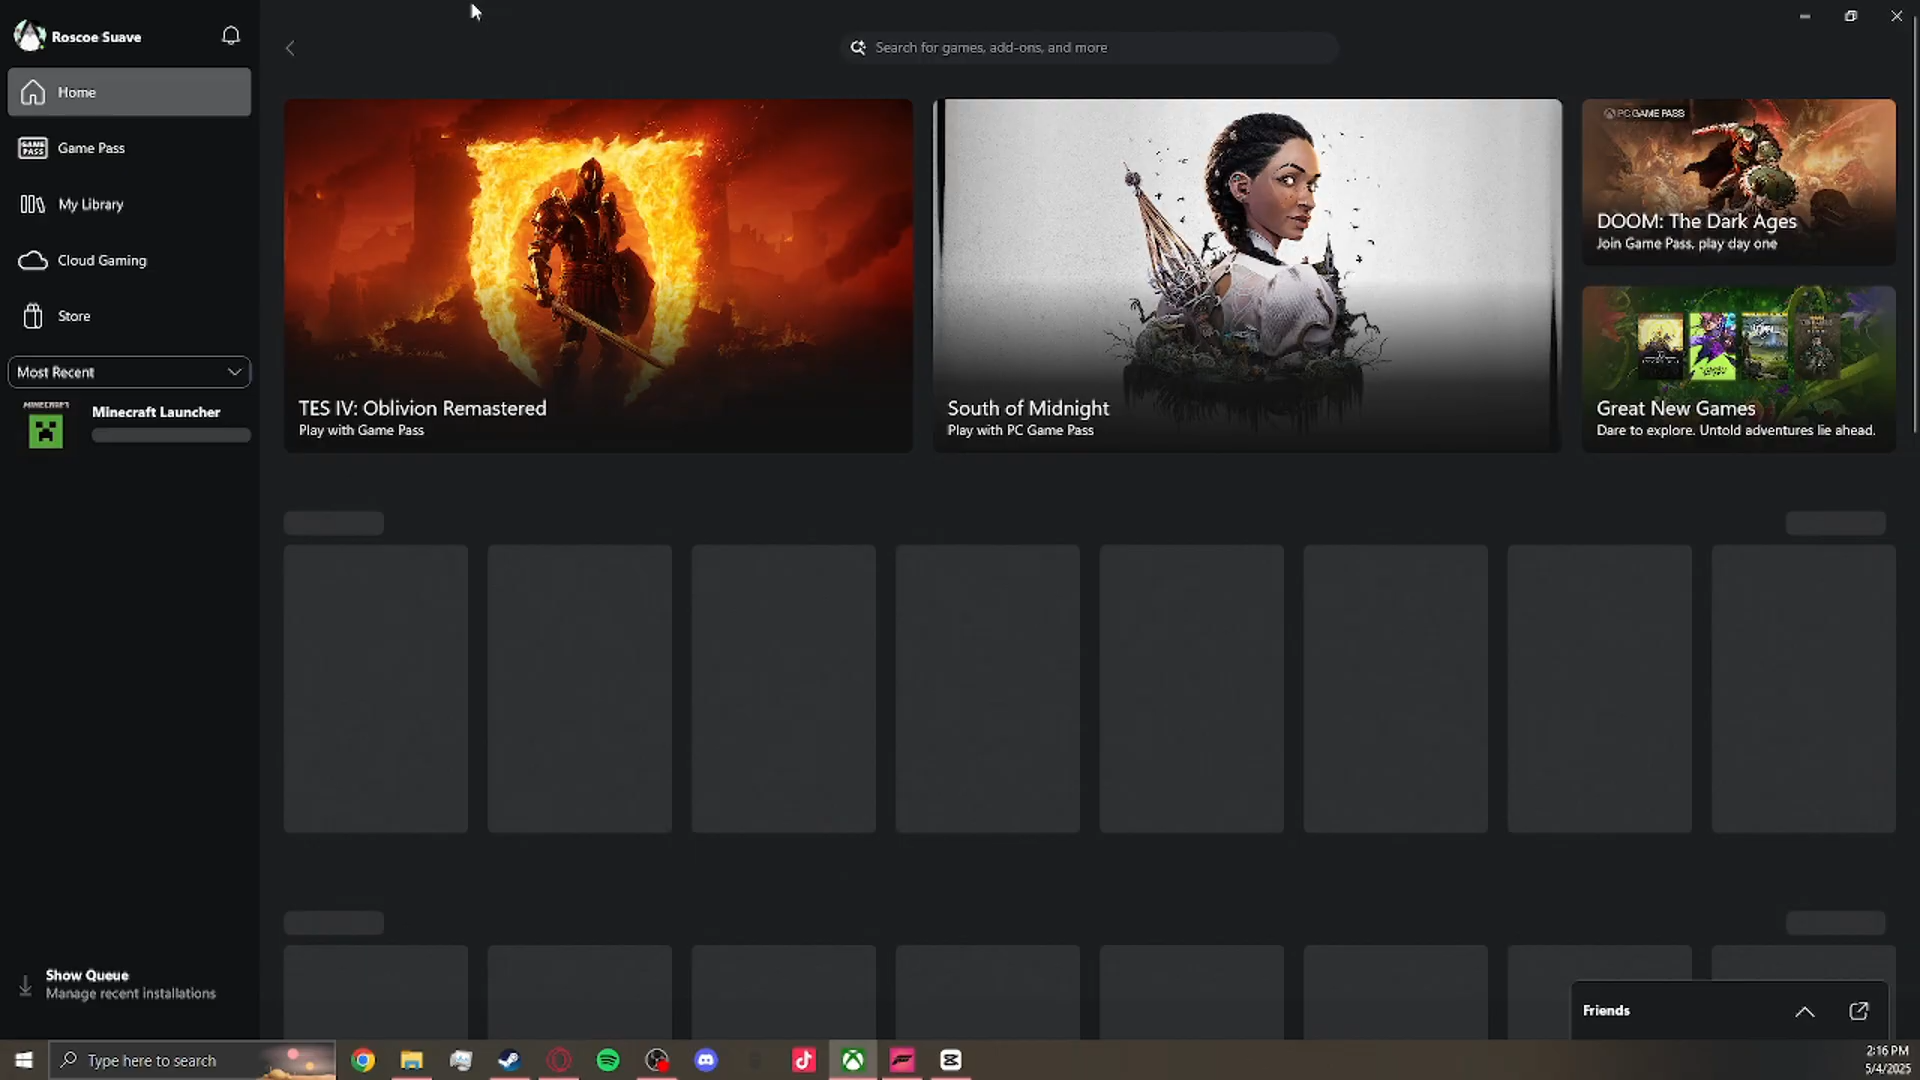 Roscoe Suave
Search for games, add-ons, and more
Home
GAME PASS
Game Pass
My Library
Cloud Gaming
Store
Most Recent
MINECRAFT
Minecraft Launcher
TES IV: Oblivion Remastered
Play with Game Pass
South of Midnight
Play with PC Game Pass
PC GAME PASS
DOOM: The Dark Ages
Join Game Pass, play day one
Great New Games
Dare to explore. Untold adventures lie ahead.
Show Queue
Manage recent installations
Friends
Type here to search
2:16 PM
5/4/2025